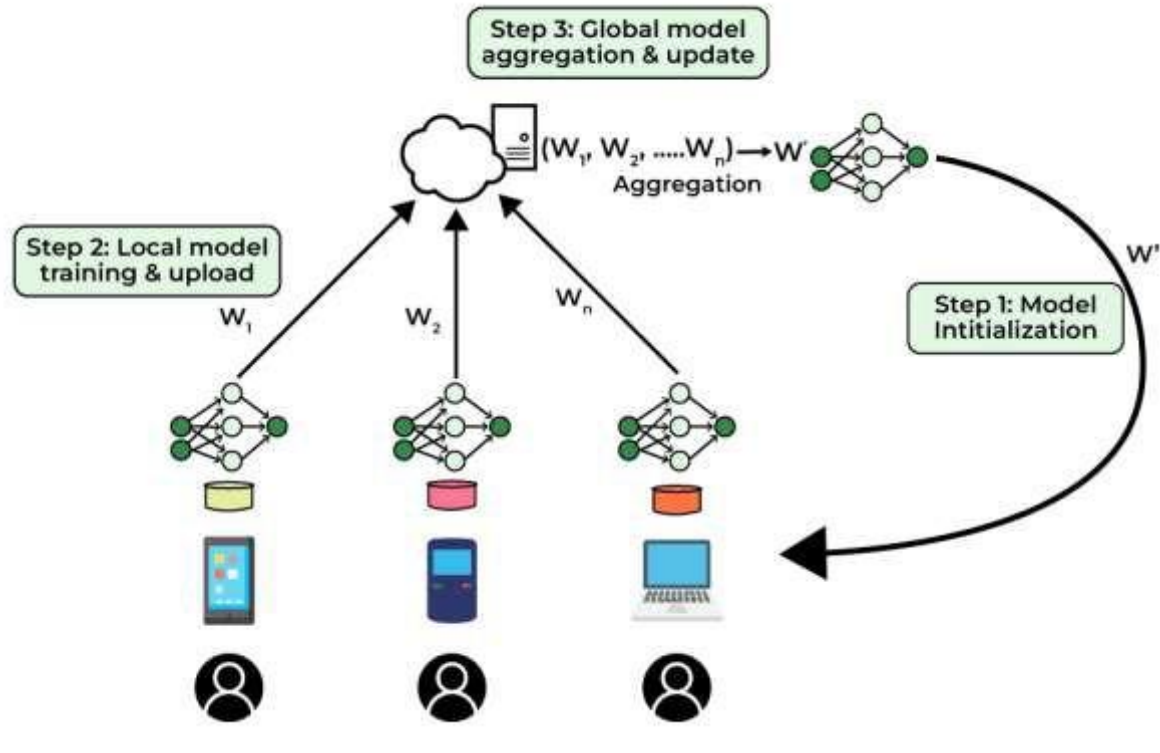 Step 3: Global model
aggregation & update
(W₁, W₂, .....Wₙ) → W'
Aggregation
Step 2: Local model
training & upload
W'
Step 1: Model
Intitialization
W₁
W₂
Wₙ